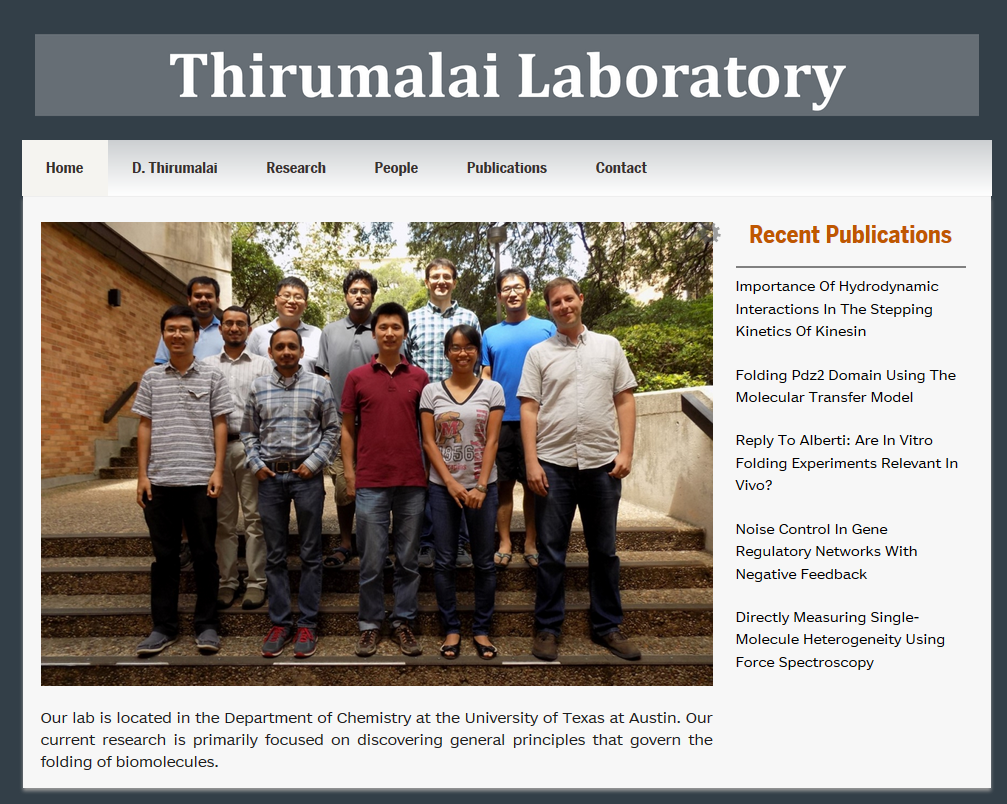 Thirumalai Laboratory
Home
D. Thirumalai
Research
People
Publications
Contact
Recent Publications
Importance Of Hydrodynamic
Interactions In The Stepping
Kinetics Of Kinesin
Folding Pdz2 Domain Using The
Molecular Transfer Model
Reply To Alberti: Are In Vitro
Folding Experiments Relevant In
Vivo?
Noise Control In Gene
Regulatory Networks With
Negative Feedback
Directly Measuring Single-
Molecule Heterogeneity Using
Force Spectroscopy
Our lab is located in the Department of Chemistry at the University of Texas at Austin. Our
current research is primarily focused on discovering general principles that govern the
folding of biomolecules.